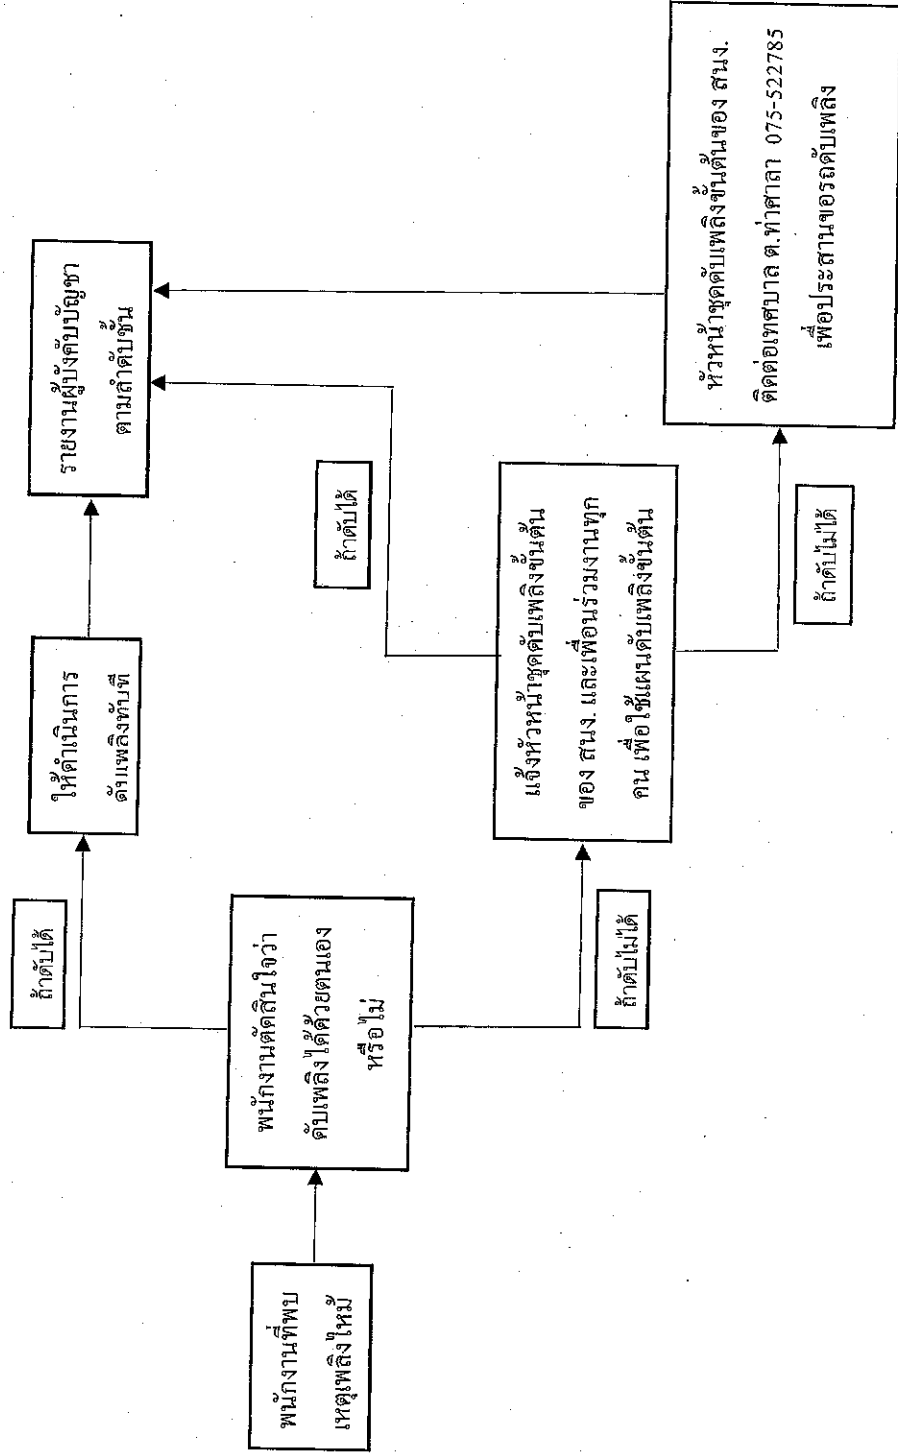 พนักงานที่พบ
เหตุเพลิงไหม้
พนักงานตัดสินใจว่า
ดับเพลิงได้ด้วยตนเอง
หรือไม่
ถ้าดับได้
ให้ดำเนินการ
ดับเพลิงทันที
รายงานผู้บังคับบัญชา
ตามลำดับชั้น
ถ้าดับไม่ได้
แจ้งหัวหน้าชุดดับเพลิงขั้นต้น
ของ สนง. และเพื่อนร่วมงานทุก
คน เพื่อใช้แผนดับเพลิงขั้นต้น
ถ้าดับได้
ถ้าดับไม่ได้
หัวหน้าชุดดับเพลิงขั้นต้นของ สนง.
ติดต่อเทศบาล ต.ท่าศาลา 075-522785
เพื่อประสานขอรถดับเพลิง